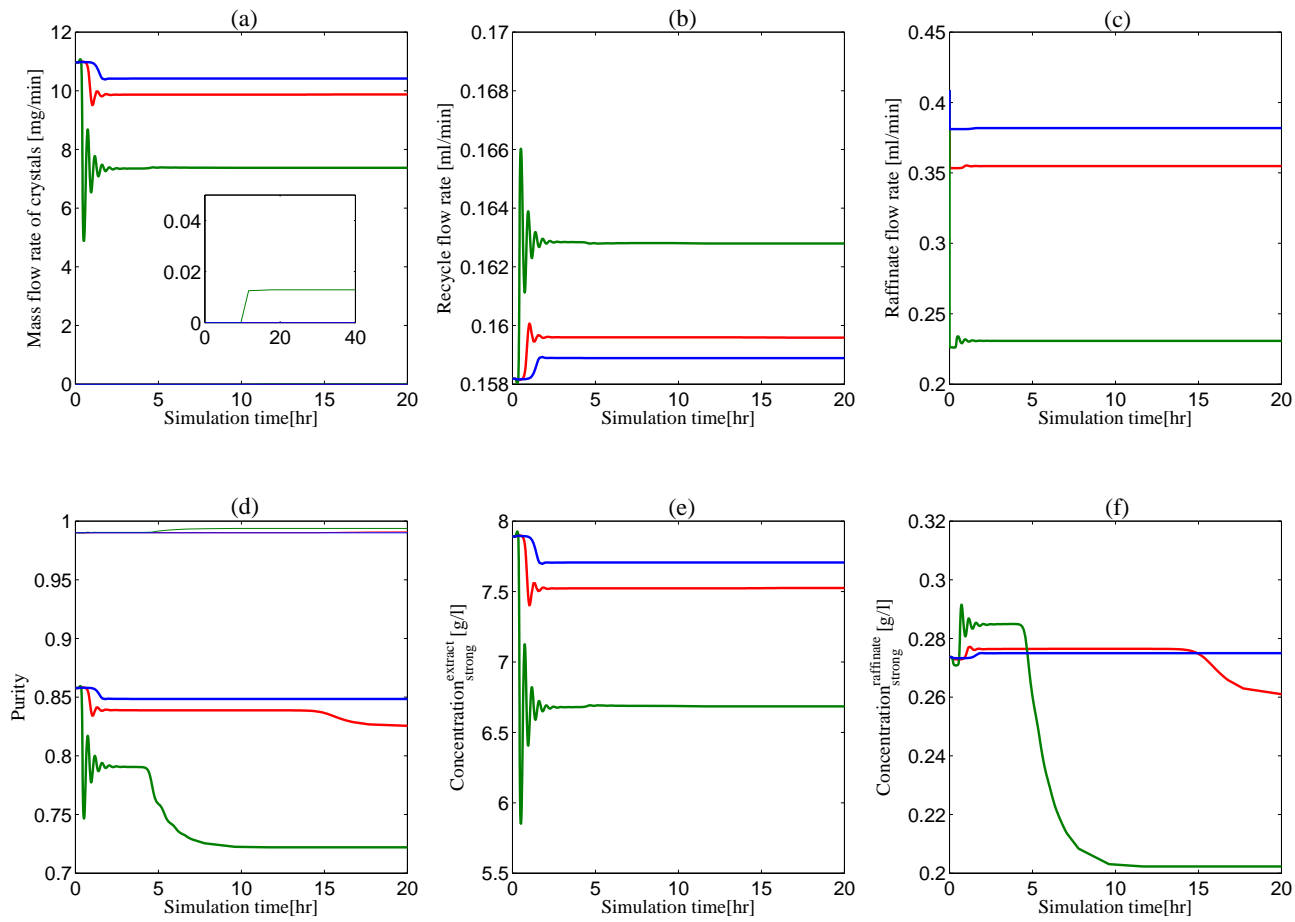 (a)
12
10
8
6
4
2
0
Mass flow rate of crystals [mg/min]
0.04
0.02
0
0 20 40
0 5 10 15 20
Simulation time[hr]
(b)
0.17
0.168
0.166
0.164
0.162
0.16
0.158
Recycle flow rate [ml/min]
0 5 10 15 20
Simulation time[hr]
(c)
0.45
0.4
0.35
0.3
0.25
0.2
Raffinate flow rate [ml/min]
0 5 10 15 20
Simulation time[hr]
(d)
1
0.95
0.9
0.85
0.8
0.75
0.7
Purity
0 5 10 15 20
Simulation time[hr]
(e)
8
7.5
7
6.5
6
5.5
Concentration extract strong [g/l]
0 5 10 15 20
Simulation time[hr]
(f)
0.32
0.3
0.28
0.26
0.24
0.22
0.2
Concentration raffinate strong [g/l]
0 5 10 15 20
Simulation time[hr]